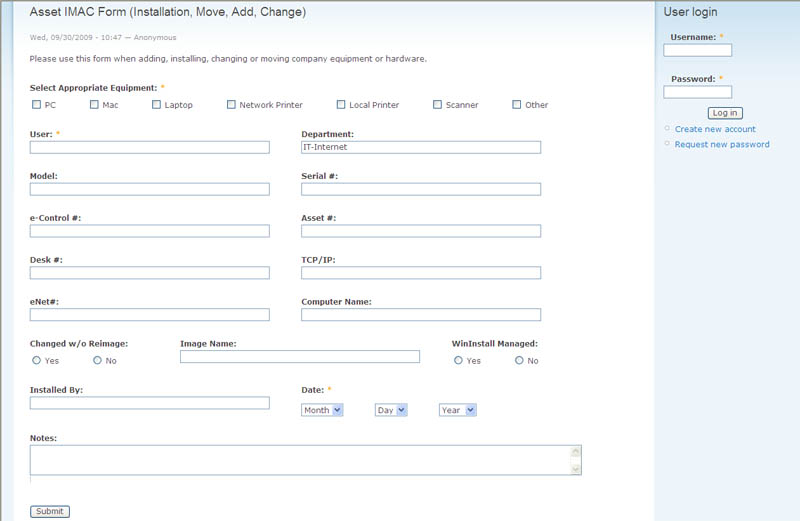 Asset IMAC Form (Installation, Move, Add, Change)
Wed, 09/30/2009 - 10:47 — Anonymous
Please use this form when adding, installing, changing or moving company equipment or hardware.
Select Appropriate Equipment: *
PC Mac Laptop Network Printer Local Printer Scanner Other
User: * Department:
IT-Internet
Model: Serial #:
e-Control #: Asset #:
Desk #: TCP/IP:
eNet#: Computer Name:
Changed w/o Reimage: Image Name: WinInstall Managed:
Yes No Yes No
Installed By: Date: *
Month Day Year
Notes:
Submit
User login
Username: *
Password: *
Log in
Create new account
Request new password